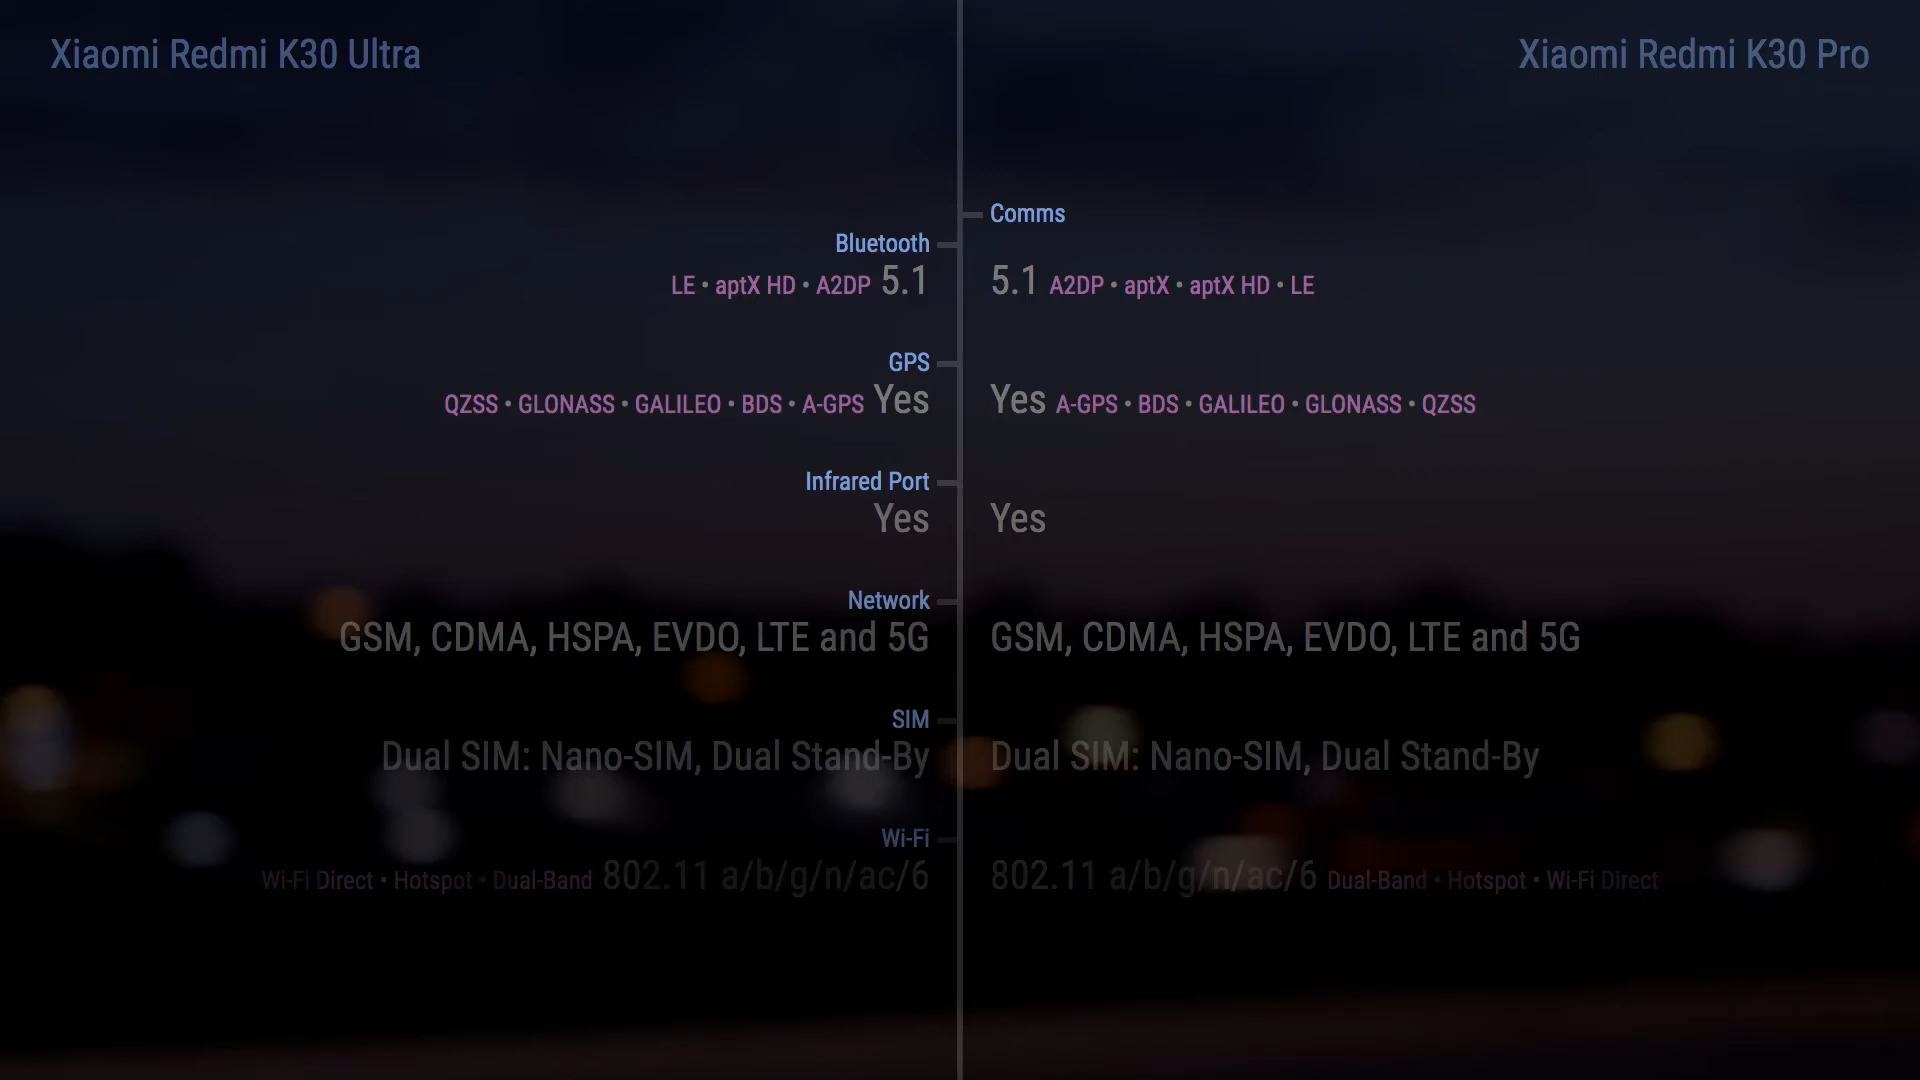 Xiaomi Redmi K30 Ultra
Xiaomi Redmi K30 Pro
Comms
Bluetooth
LE • aptX HD • A2DP 5.1
5.1 A2DP • aptX • aptX HD • LE
GPS
QZSS • GLONASS • GALILEO • BDS • A-GPS Yes
Yes A-GPS • BDS • GALILEO • GLONASS • QZSS
Infrared Port
Yes
Yes
Network
GSM, CDMA, HSPA, EVDO, LTE and 5G
GSM, CDMA, HSPA, EVDO, LTE and 5G
SIM
Dual SIM: Nano-SIM, Dual Stand-By
Dual SIM: Nano-SIM, Dual Stand-By
Wi-Fi
Wi-Fi Direct • Hotspot • Dual-Band 802.11 a/b/g/n/ac/6
802.11 a/b/g/n/ac/6 Dual-Band • Hotspot • Wi-Fi Direct